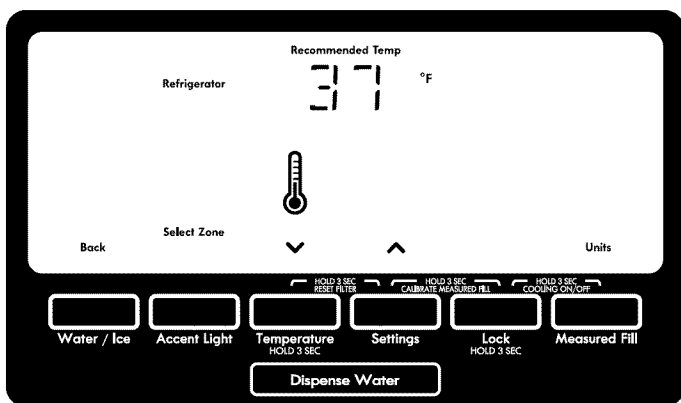 Recommended Temp
Refrigerator 37 °F
Select Zone
Back Units
HOLD 3 SEC HOLD 3 SEC HOLD 3 SEC
RESET FILTER CALIBRATE MEASURED FILL COOLING ON/OFF
Water / Ice Accent Light Temperature Settings Lock Measured Fill
HOLD 3 SEC HOLD 3 SEC
Dispense Water